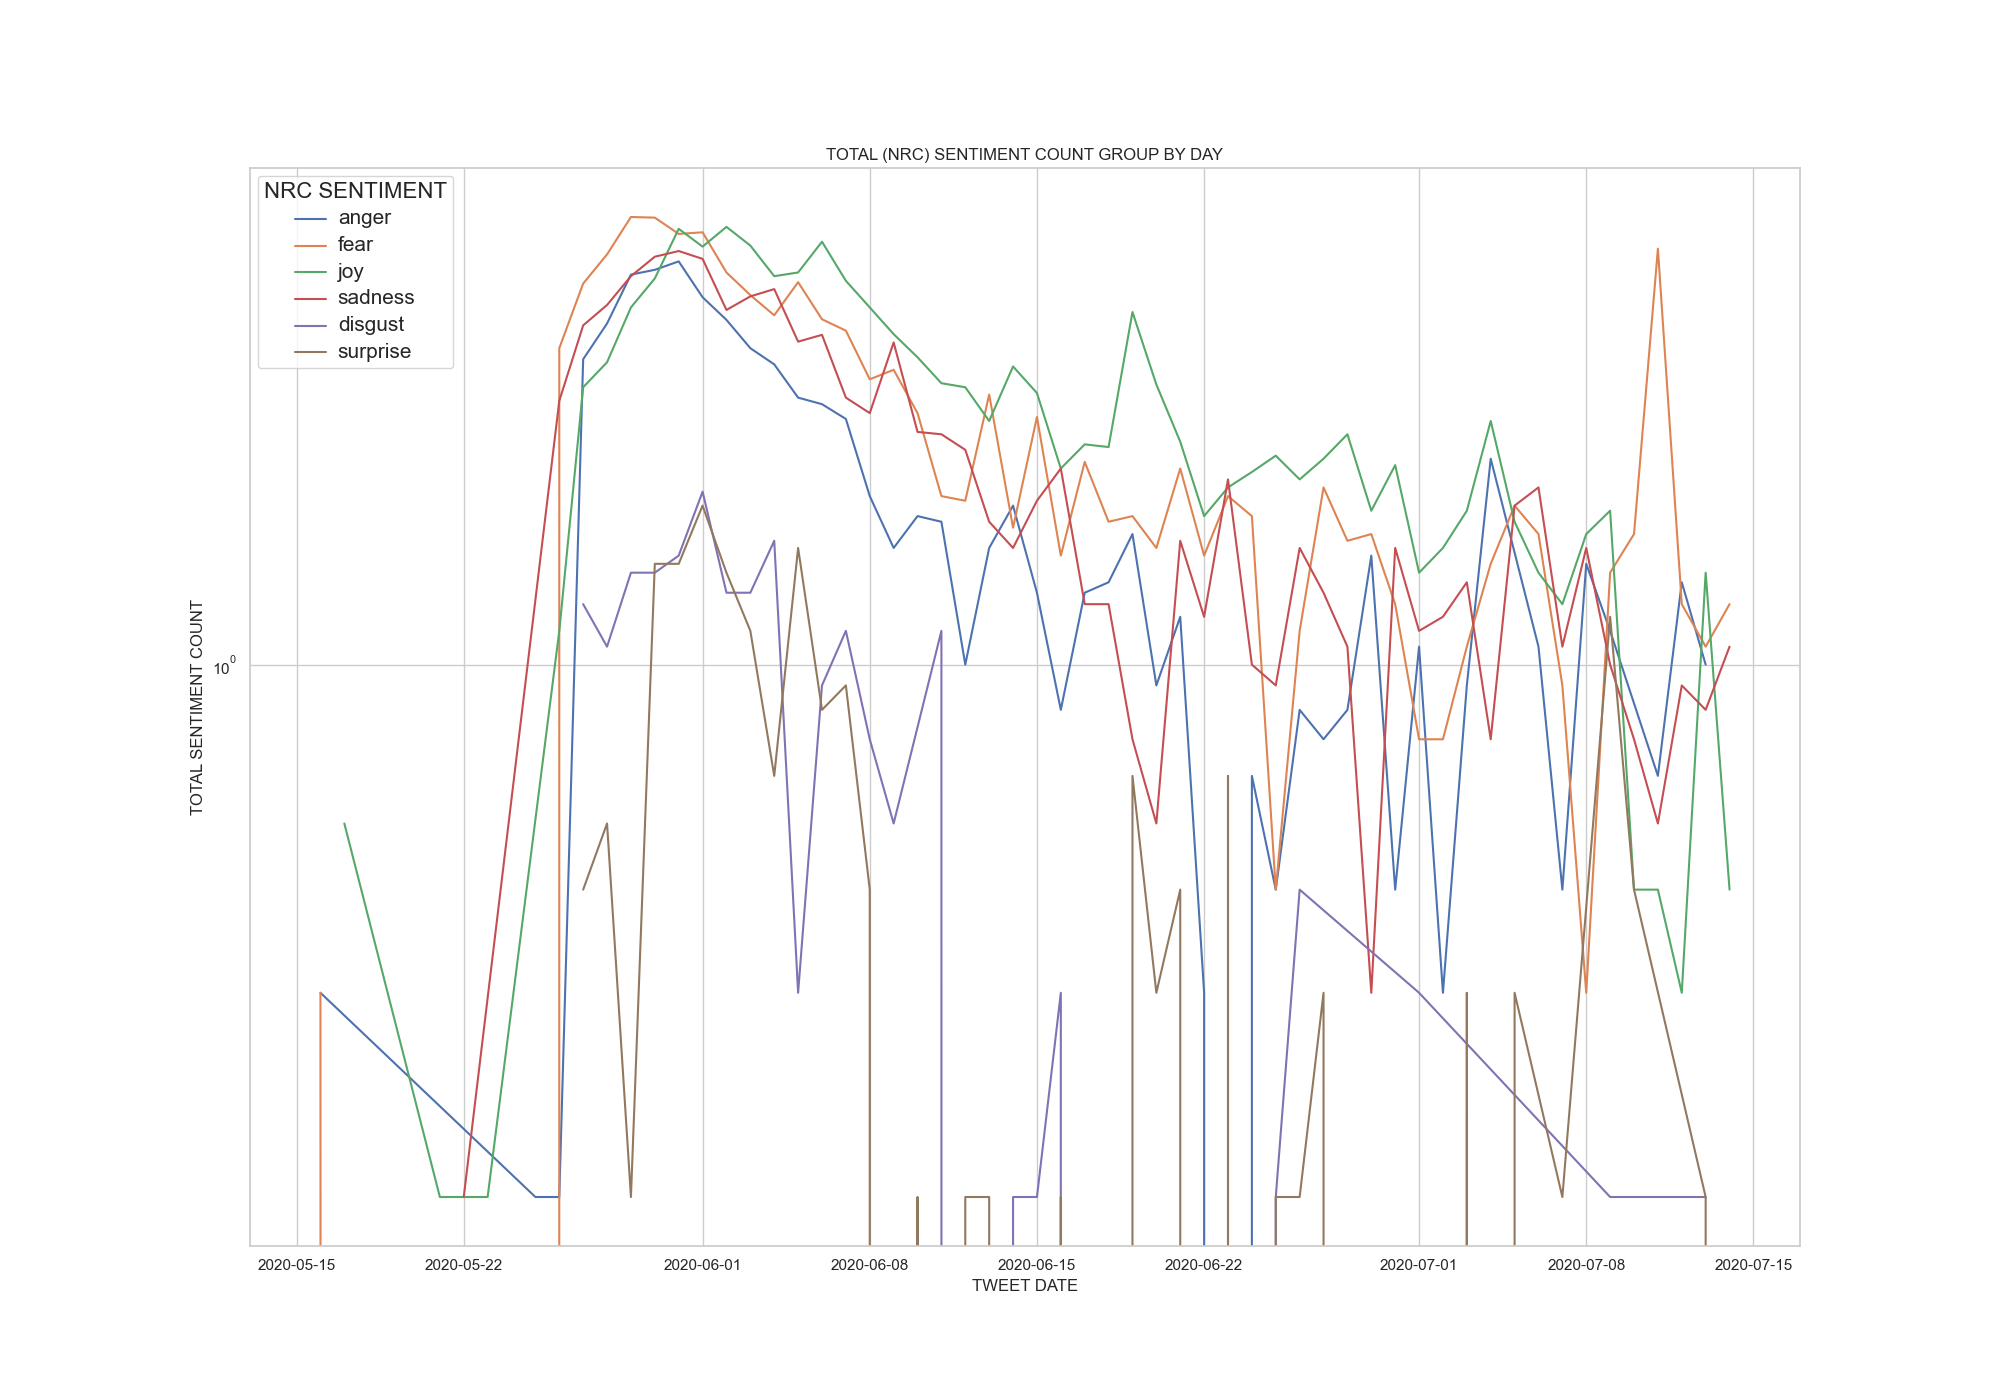 TOTAL (NRC) SENTIMENT COUNT GROUP BY DAY
NRC SENTIMENT
anger
fear
joy
sadness
disgust
surprise
TOTAL SENTIMENT COUNT
10⁰
2020-05-15 2020-05-22 2020-06-01 2020-06-08 2020-06-15 2020-06-22 2020-07-01 2020-07-08 2020-07-15
TWEET DATE